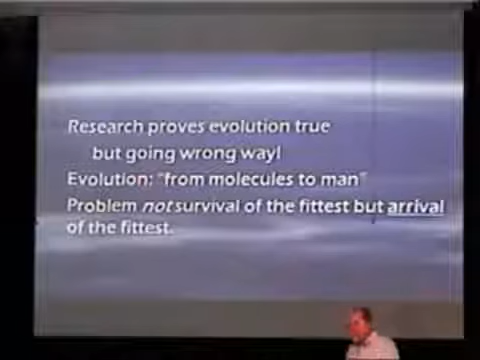 Research proves evolution true
but going wrong way!
Evolution: "from molecules to man"
Problem not survival of the fittest but arrival
of the fittest.